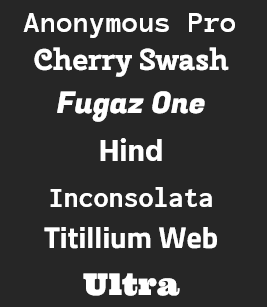 Anonymous Pro
Cherry Swash
Fugaz One
Hind
Inconsolata
Titillium Web
Ultra